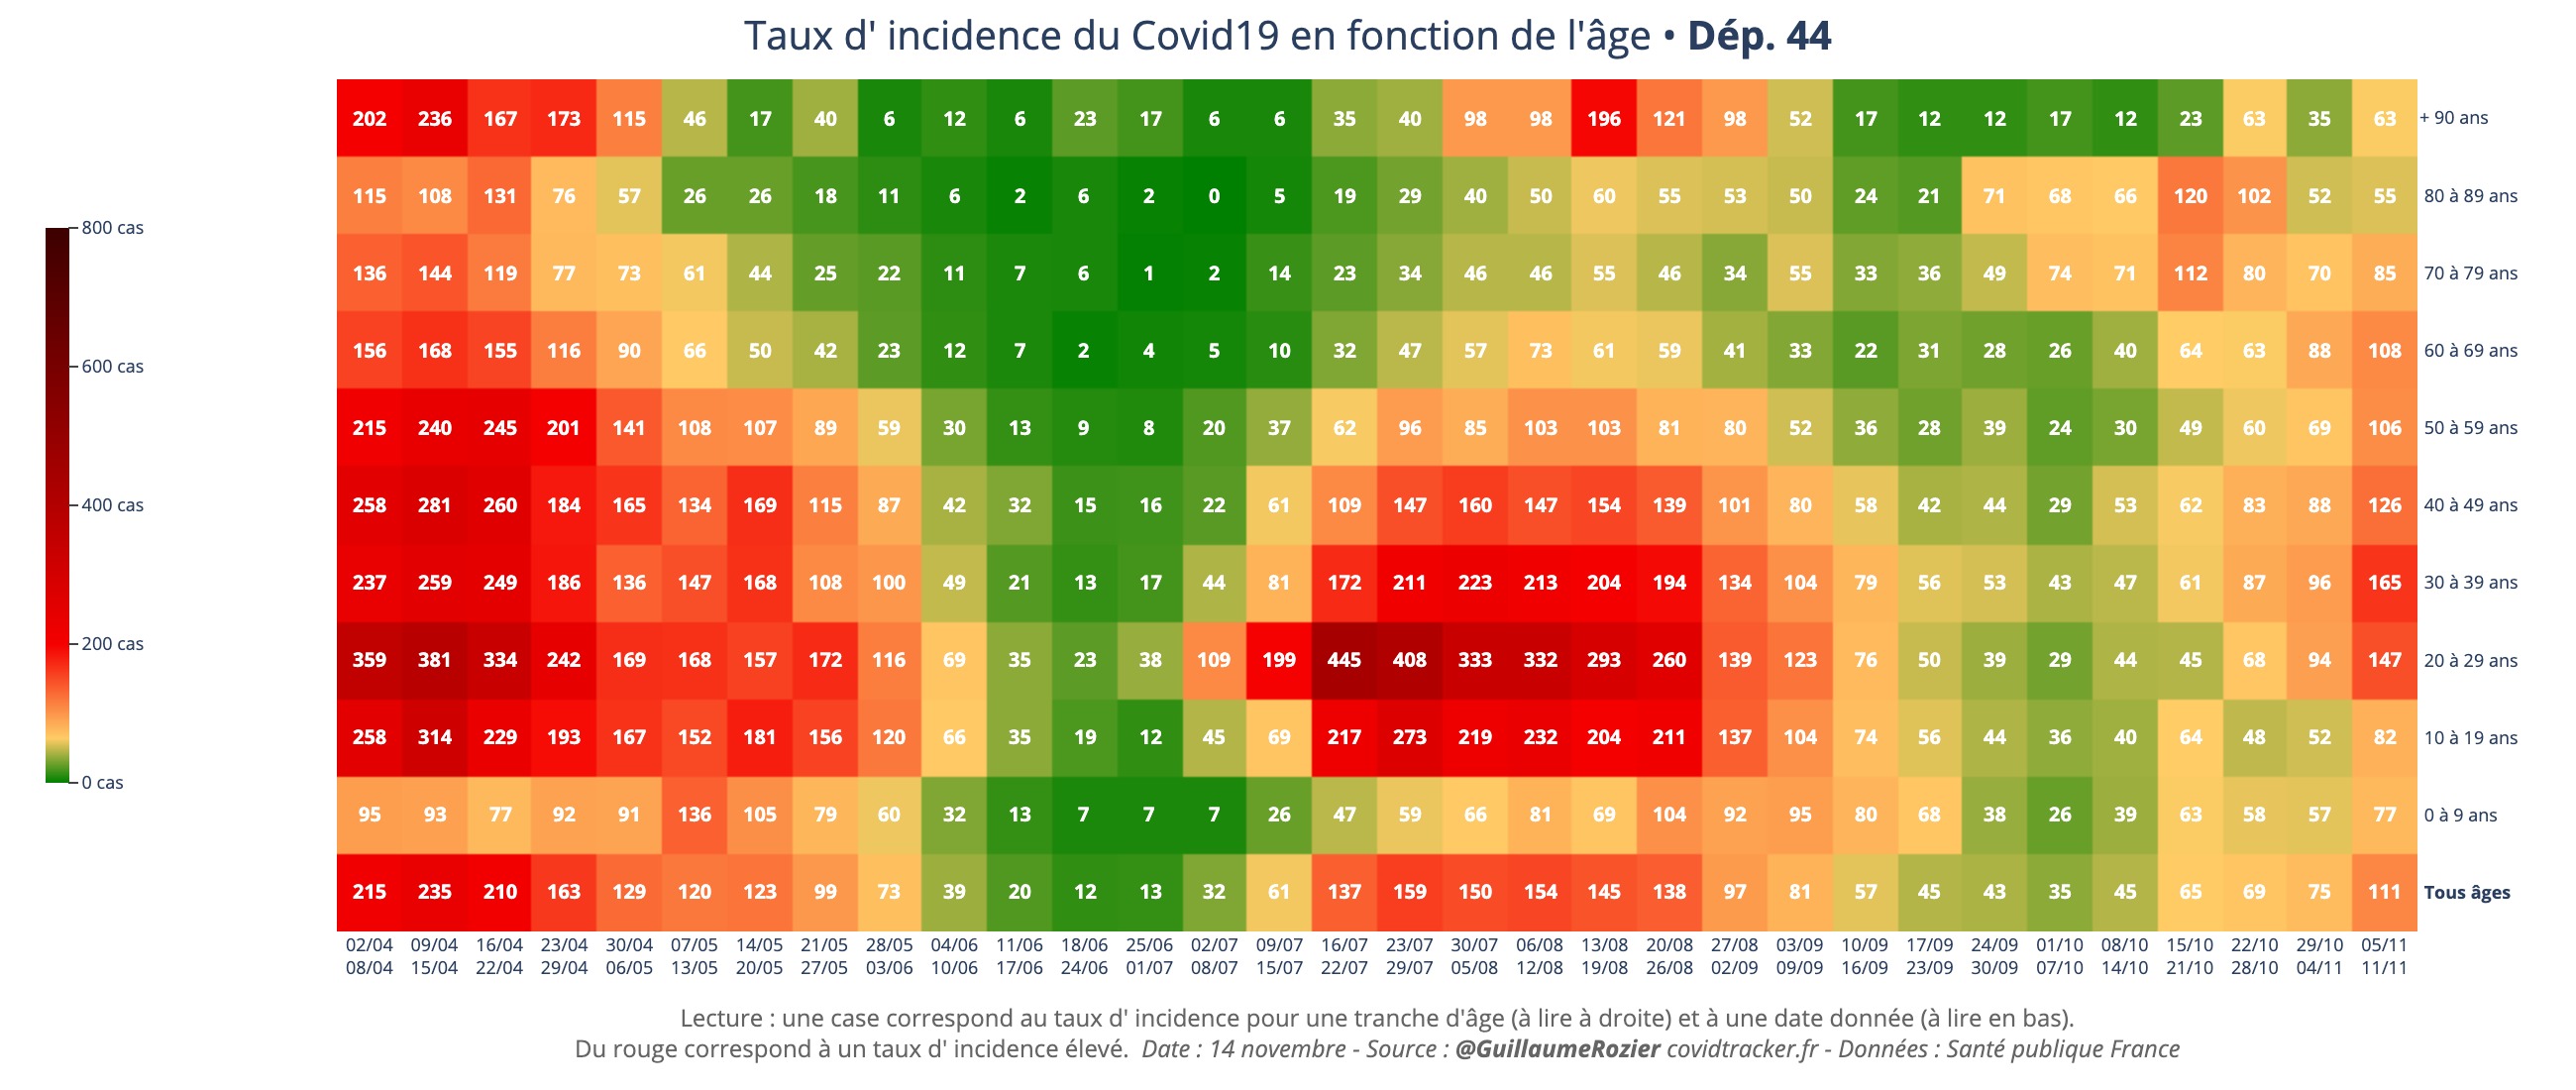 Taux d' incidence du Covid19 en fonction de l'âge • Dép. 44
800 cas
600 cas
400 cas
200 cas
0 cas
202 236 167 173 115 46 17 40 6 12 6 23 17 6 6 35 40 98 98 196 121 98 52 17 12 12 17 12 23 63 35 63 + 90 ans
115 108 131 76 57 26 26 18 11 6 2 6 2 0 5 19 29 40 50 60 55 53 50 24 21 71 68 66 120 102 52 55 80 à 89 ans
136 144 119 77 73 61 44 25 22 11 7 6 1 2 14 23 34 46 46 55 46 34 55 33 36 49 74 71 112 80 70 85 70 à 79 ans
156 168 155 116 90 66 50 42 23 12 7 2 4 5 10 32 47 57 73 61 59 41 33 22 31 28 26 40 64 63 88 108 60 à 69 ans
215 240 245 201 141 108 107 89 59 30 13 9 8 20 37 62 96 85 103 103 81 80 52 36 28 39 24 30 49 60 69 106 50 à 59 ans
258 281 260 184 165 134 169 115 87 42 32 15 16 22 61 109 147 160 147 154 139 101 80 58 42 44 29 53 62 83 88 126 40 à 49 ans
237 259 249 186 136 147 168 108 100 49 21 13 17 44 81 172 211 223 213 204 194 134 104 79 56 53 43 47 61 87 96 165 30 à 39 ans
359 381 334 242 169 168 157 172 116 69 35 23 38 109 199 445 408 333 332 293 260 139 123 76 50 39 29 44 45 68 94 147 20 à 29 ans
258 314 229 193 167 152 181 156 120 66 35 19 12 45 69 217 273 219 232 204 211 137 104 74 56 44 36 40 64 48 52 82 10 à 19 ans
95 93 77 92 91 136 105 79 60 32 13 7 7 7 26 47 59 66 81 69 104 92 95 80 68 38 26 39 63 58 57 77 0 à 9 ans
215 235 210 163 129 120 123 99 73 39 20 12 13 32 61 137 159 150 154 145 138 97 81 57 45 43 35 45 65 69 75 111 Tous âges
02/04 09/04 16/04 23/04 30/04 07/05 14/05 21/05 28/05 04/06 11/06 18/06 25/06 02/07 09/07 16/07 23/07 30/07 06/08 13/08 20/08 27/08 03/09 10/09 17/09 24/09 01/10 08/10 15/10 22/10 29/10 05/11
08/04 15/04 22/04 29/04 06/05 13/05 20/05 27/05 03/06 10/06 17/06 24/06 01/07 08/07 15/07 22/07 29/07 05/08 12/08 19/08 26/08 02/09 09/09 16/09 23/09 30/09 07/10 14/10 21/10 28/10 04/11 11/11
Lecture : une case correspond au taux d' incidence pour une tranche d'âge (à lire à droite) et à une date donnée (à lire en bas).
Du rouge correspond à un taux d' incidence élevé. Date : 14 novembre - Source : @GuillaumeRozier covidtracker.fr - Données : Santé publique France